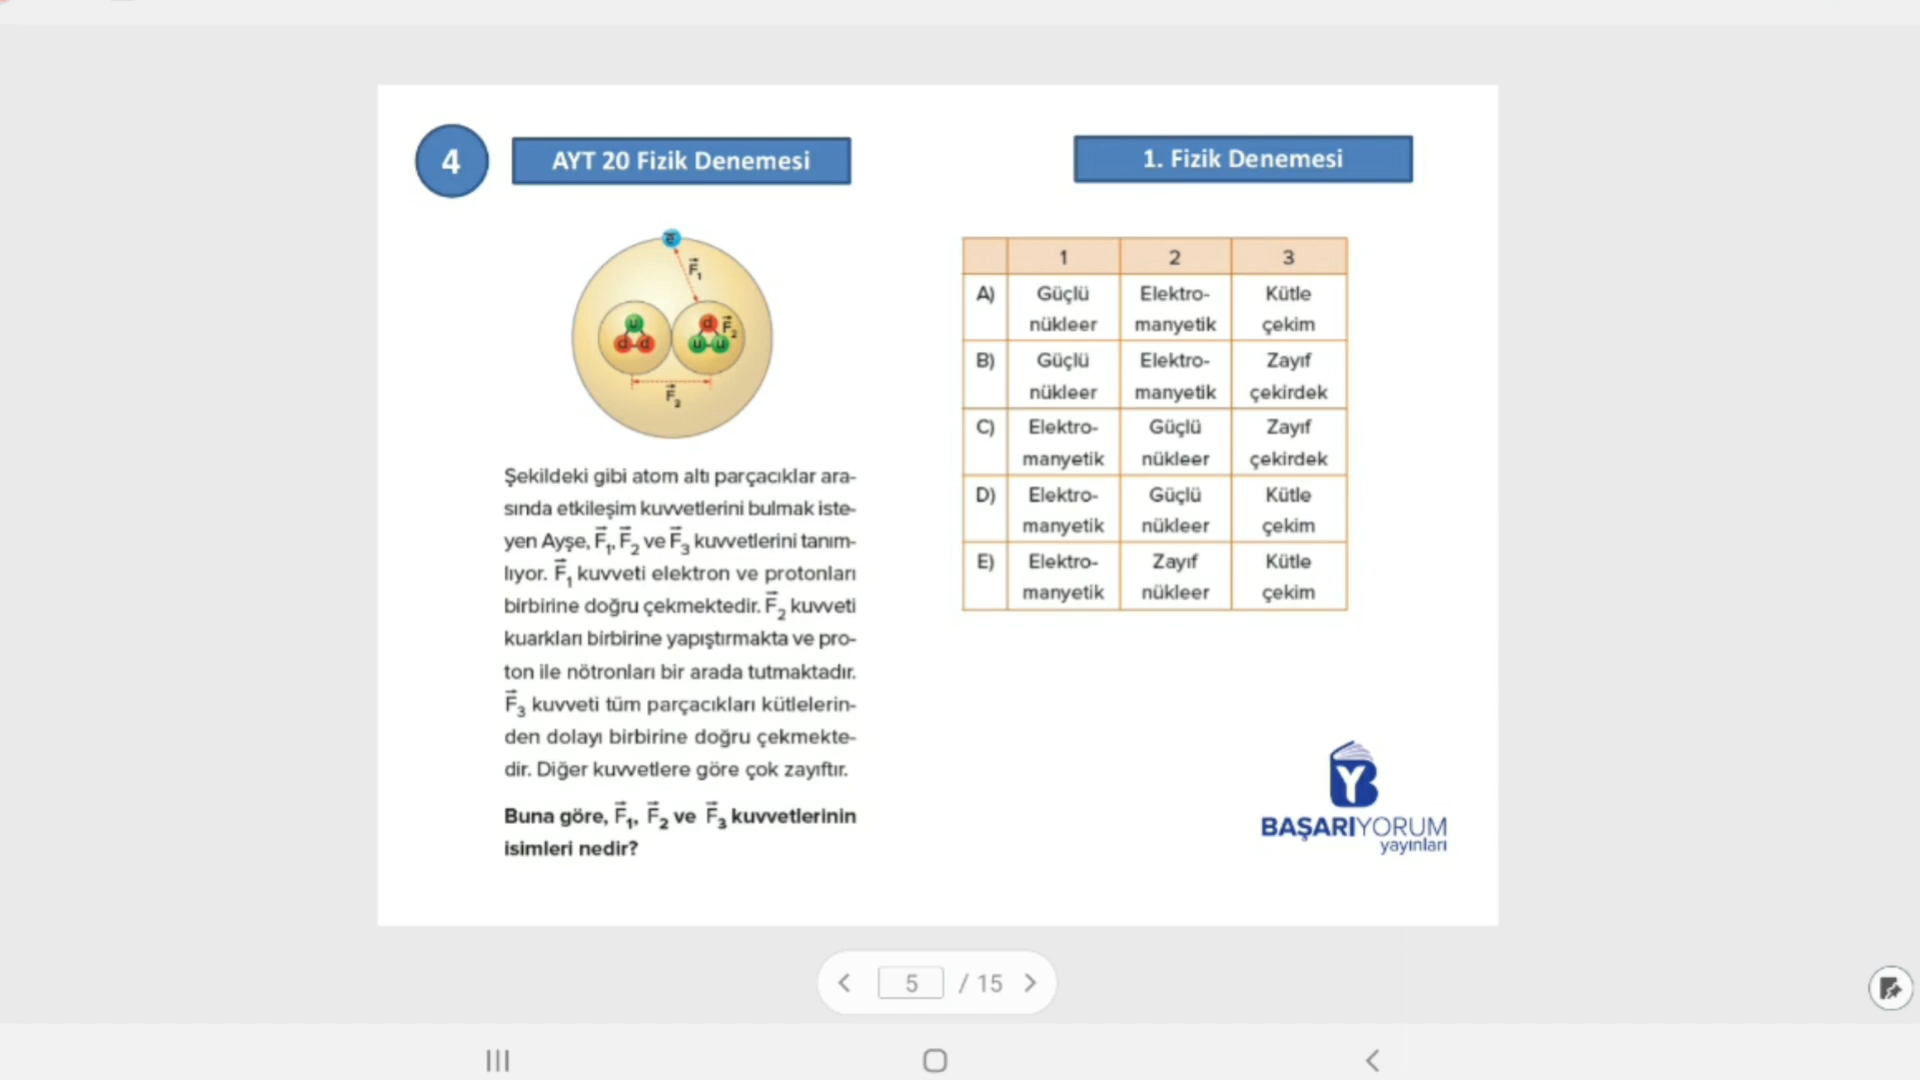 4
AYT 20 Fizik Denemesi
1. Fizik Denemesi
e
F₁
u
d d
d
u u
F₂
F₃
Şekildeki gibi atom altı parçacıklar ara-
sında etkileşim kuvvetlerini bulmak iste-
yen Ayşe, F₁, F₂ ve F₃ kuvvetlerini tanım-
lıyor. F₁ kuvveti elektron ve protonları
birbirine doğru çekmektedir. F₂ kuvveti
kuarkları birbirine yapıştırmakta ve pro-
ton ile nötronları bir arada tutmaktadır.
F₃ kuvveti tüm parçacıkları kütlelerin-
den dolayı birbirine doğru çekmekte-
dir. Diğer kuvvetlere göre çok zayıftır.
Buna göre, F₁, F₂ ve F₃ kuvvetlerinin
isimleri nedir?
1 2 3
A) Güçlü Elektro- Kütle
nükleer manyetik çekim
B) Güçlü Elektro- Zayıf
nükleer manyetik çekirdek
C) Elektro- Güçlü Zayıf
manyetik nükleer çekirdek
D) Elektro- Güçlü Kütle
manyetik nükleer çekim
E) Elektro- Zayıf Kütle
manyetik nükleer çekim
BAŞARIYORUM
yayınları
5 / 15